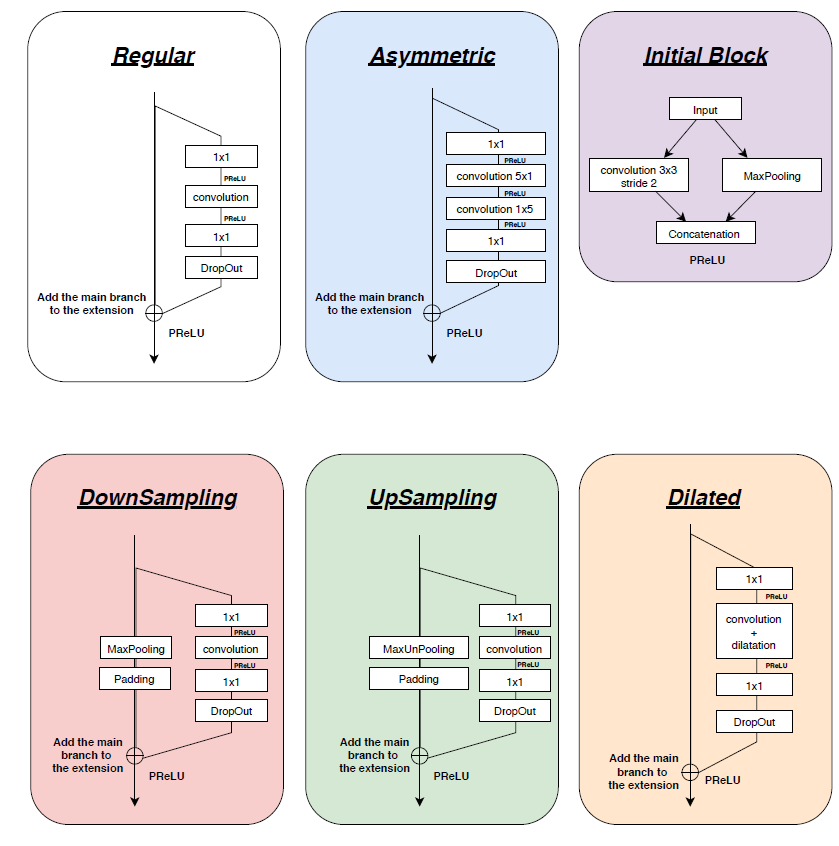 Regular
1x1
PReLU
convolution
PReLU
1x1
DropOut
Add the main branch
to the extension
PReLU
Asymmetric
1x1
PReLU
convolution 5x1
PReLU
convolution 1x5
PReLU
1x1
DropOut
Add the main branch
to the extension
PReLU
Initial Block
Input
convolution 3x3
stride 2
MaxPooling
Concatenation
PReLU
DownSampling
1x1
PReLU
MaxPooling
convolution
PReLU
Padding
1x1
DropOut
Add the main
branch to
the extension
PReLU
UpSampling
1x1
PReLU
MaxUnPooling
convolution
PReLU
Padding
1x1
DropOut
Add the main
branch to
the extension
PReLU
Dilated
1x1
PReLU
convolution
+
dilatation
PReLU
1x1
DropOut
Add the main
branch to
the extension
PReLU